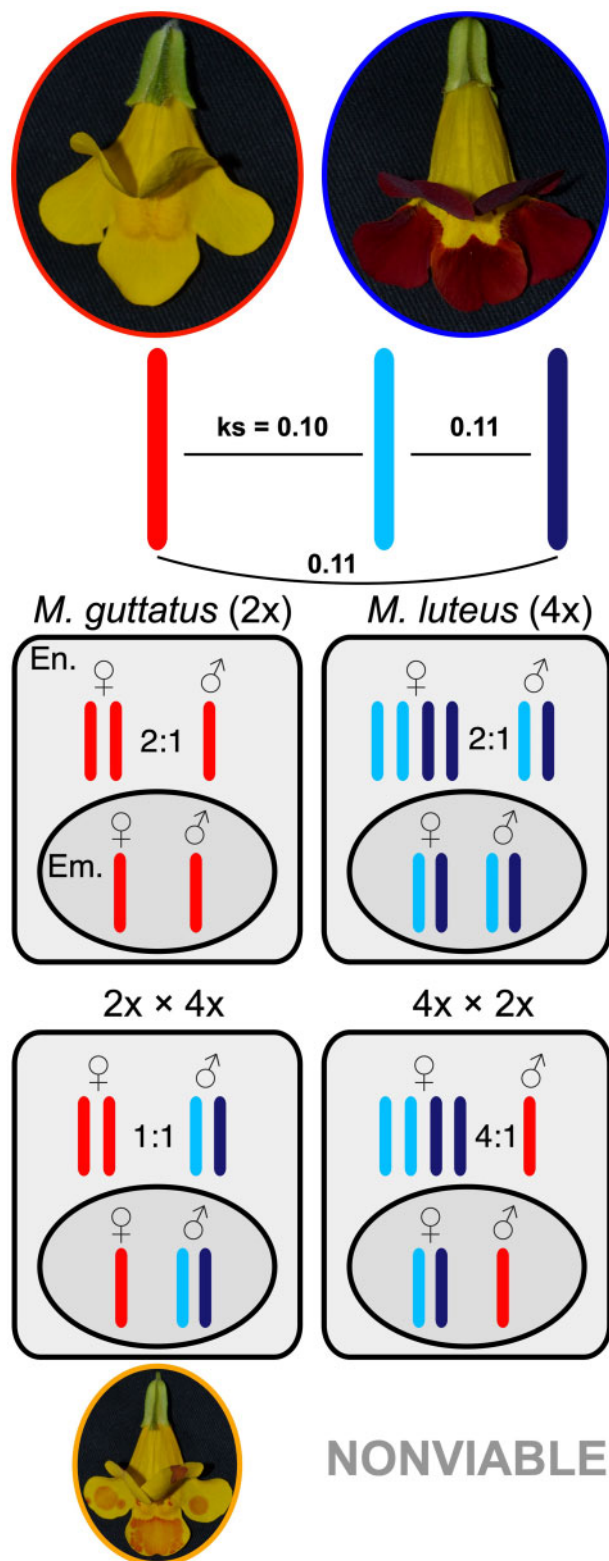 ks = 0.10
0.11
0.11
M. guttatus (2x)
M. luteus (4x)
En.
♀
♂
2:1
♀
♂
2:1
Em.
♀
♂
♀
♂
2x × 4x
4x × 2x
♀
♂
1:1
♀
♂
4:1
♀
♂
♀
♂
NONVIABLE